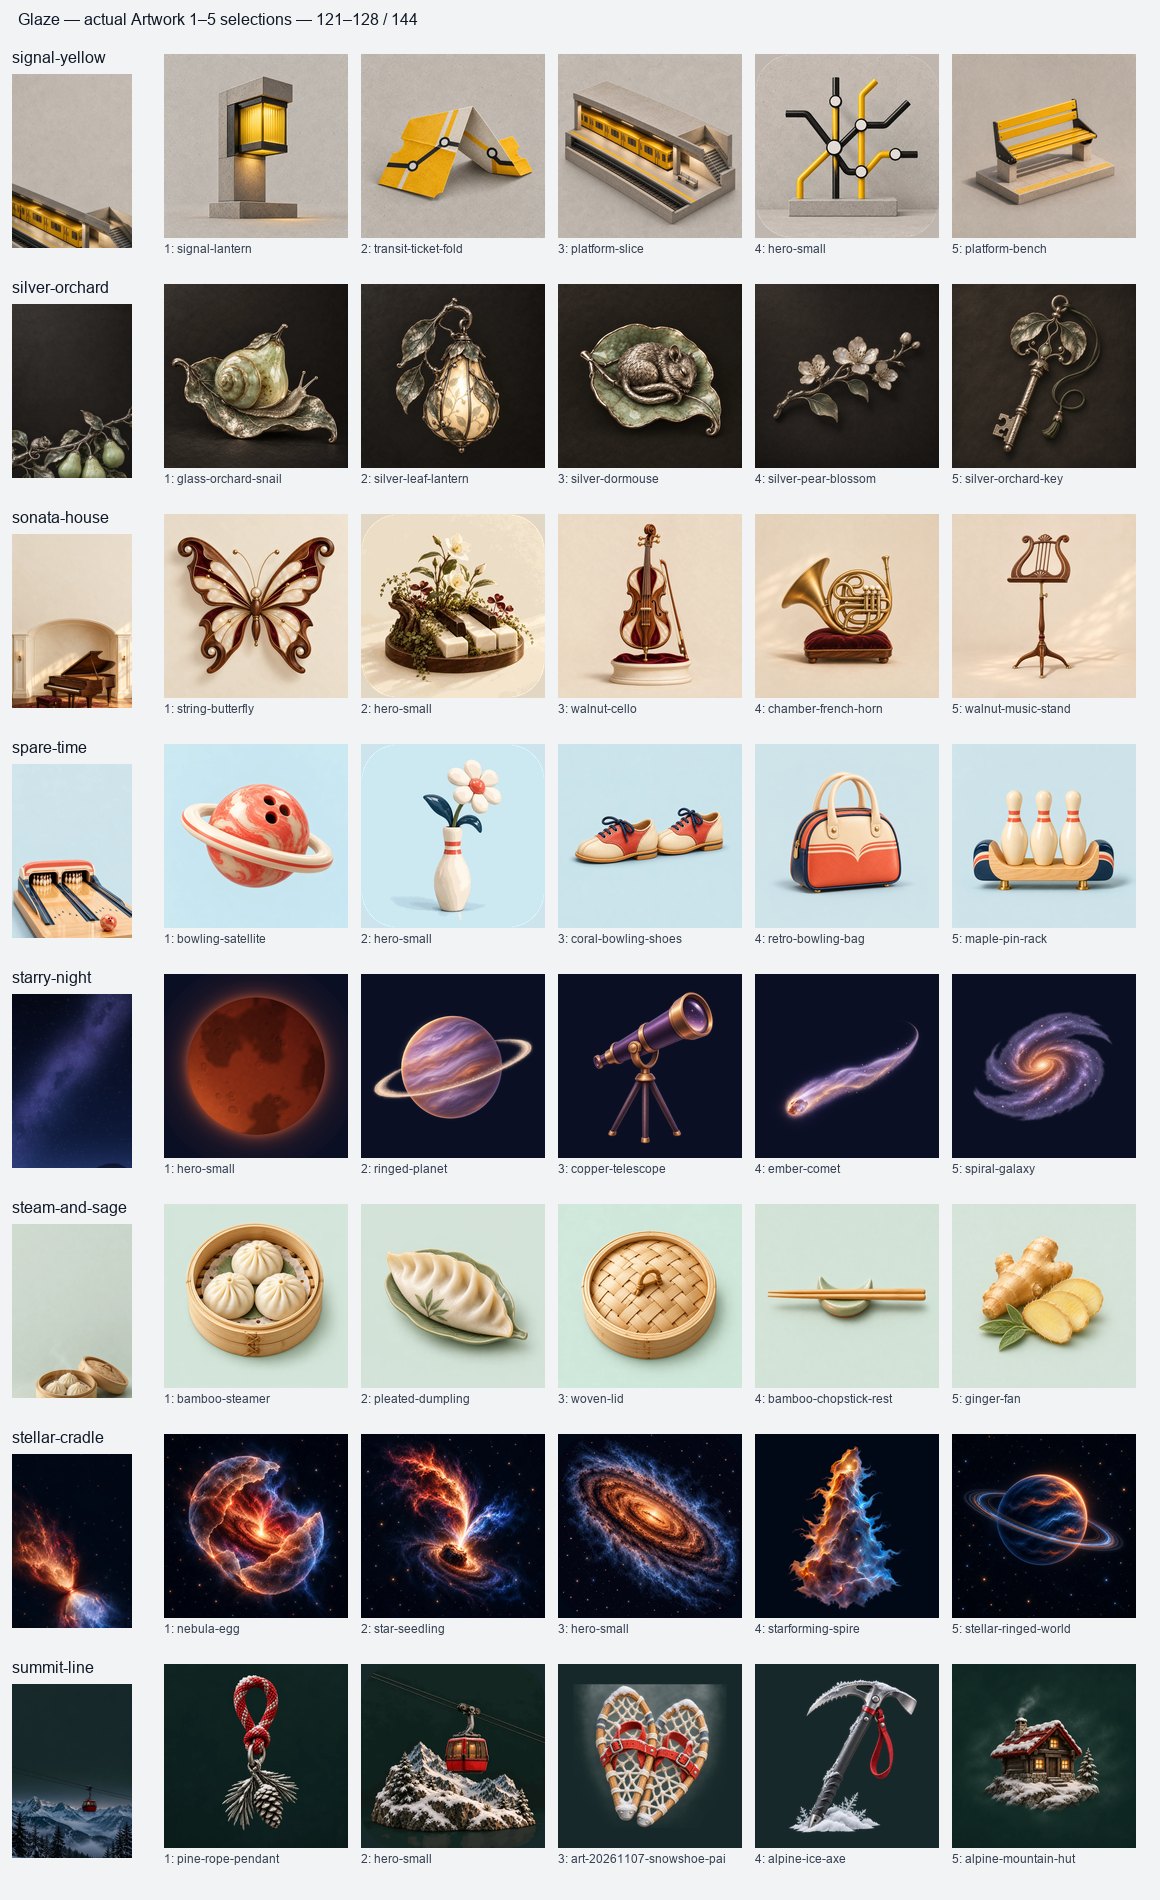 Glaze — actual Artwork 1–5 selections — 121–128 / 144
signal-yellow
1: signal-lantern
2: transit-ticket-fold
3: platform-slice
4: hero-small
5: platform-bench
silver-orchard
1: glass-orchard-snail
2: silver-leaf-lantern
3: silver-dormouse
4: silver-pear-blossom
5: silver-orchard-key
sonata-house
1: string-butterfly
2: hero-small
3: walnut-cello
4: chamber-french-horn
5: walnut-music-stand
spare-time
1: bowling-satellite
2: hero-small
3: coral-bowling-shoes
4: retro-bowling-bag
5: maple-pin-rack
starry-night
1: hero-small
2: ringed-planet
3: copper-telescope
4: ember-comet
5: spiral-galaxy
steam-and-sage
1: bamboo-steamer
2: pleated-dumpling
3: woven-lid
4: bamboo-chopstick-rest
5: ginger-fan
stellar-cradle
1: nebula-egg
2: star-seedling
3: hero-small
4: starforming-spire
5: stellar-ringed-world
summit-line
1: pine-rope-pendant
2: hero-small
3: art-20261107-snowshoe-pai
4: alpine-ice-axe
5: alpine-mountain-hut